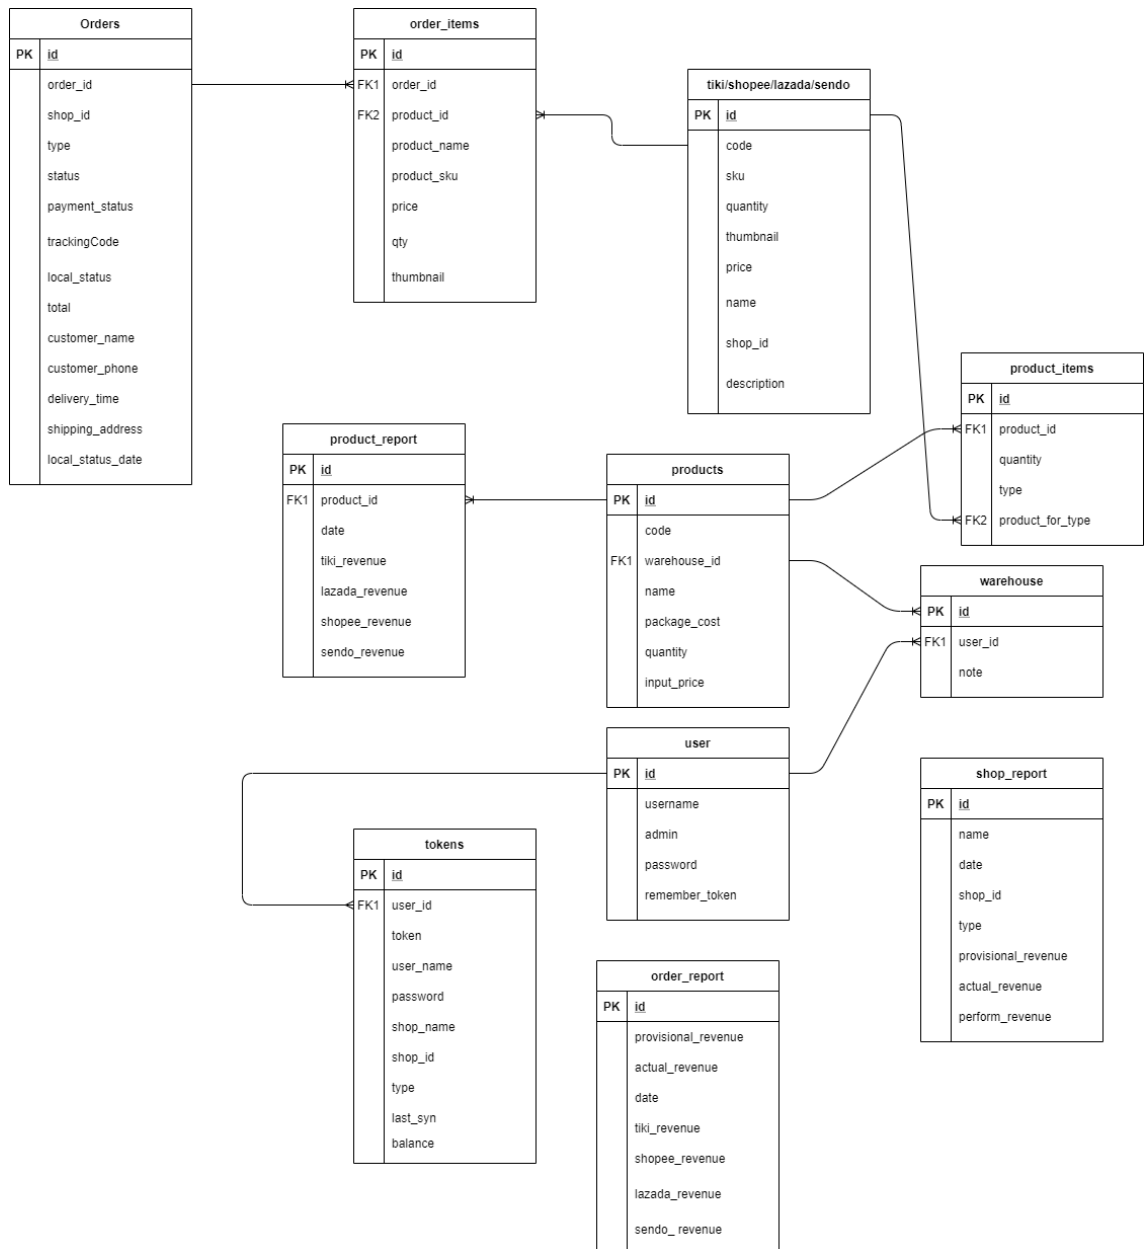 Orders
PK id
order_id
shop_id
type
status
payment_status
trackingCode
local_status
total
customer_name
customer_phone
delivery_time
shipping_address
local_status_date
order_items
PK id
FK1 order_id
FK2 product_id
product_name
product_sku
price
qty
thumbnail
tiki/shopee/lazada/sendo
PK id
code
sku
quantity
thumbnail
price
name
shop_id
description
product_items
PK id
FK1 product_id
quantity
type
FK2 product_for_type
product_report
PK id
FK1 product_id
date
tiki_revenue
lazada_revenue
shopee_revenue
sendo_revenue
products
PK id
code
FK1 warehouse_id
name
package_cost
quantity
input_price
warehouse
PK id
FK1 user_id
note
user
PK id
username
admin
password
remember_token
shop_report
PK id
name
date
shop_id
type
provisional_revenue
actual_revenue
perform_revenue
tokens
PK id
FK1 user_id
token
user_name
password
shop_name
shop_id
type
last_syn
balance
order_report
PK id
provisional_revenue
actual_revenue
date
tiki_revenue
shopee_revenue
lazada_revenue
sendo_ revenue